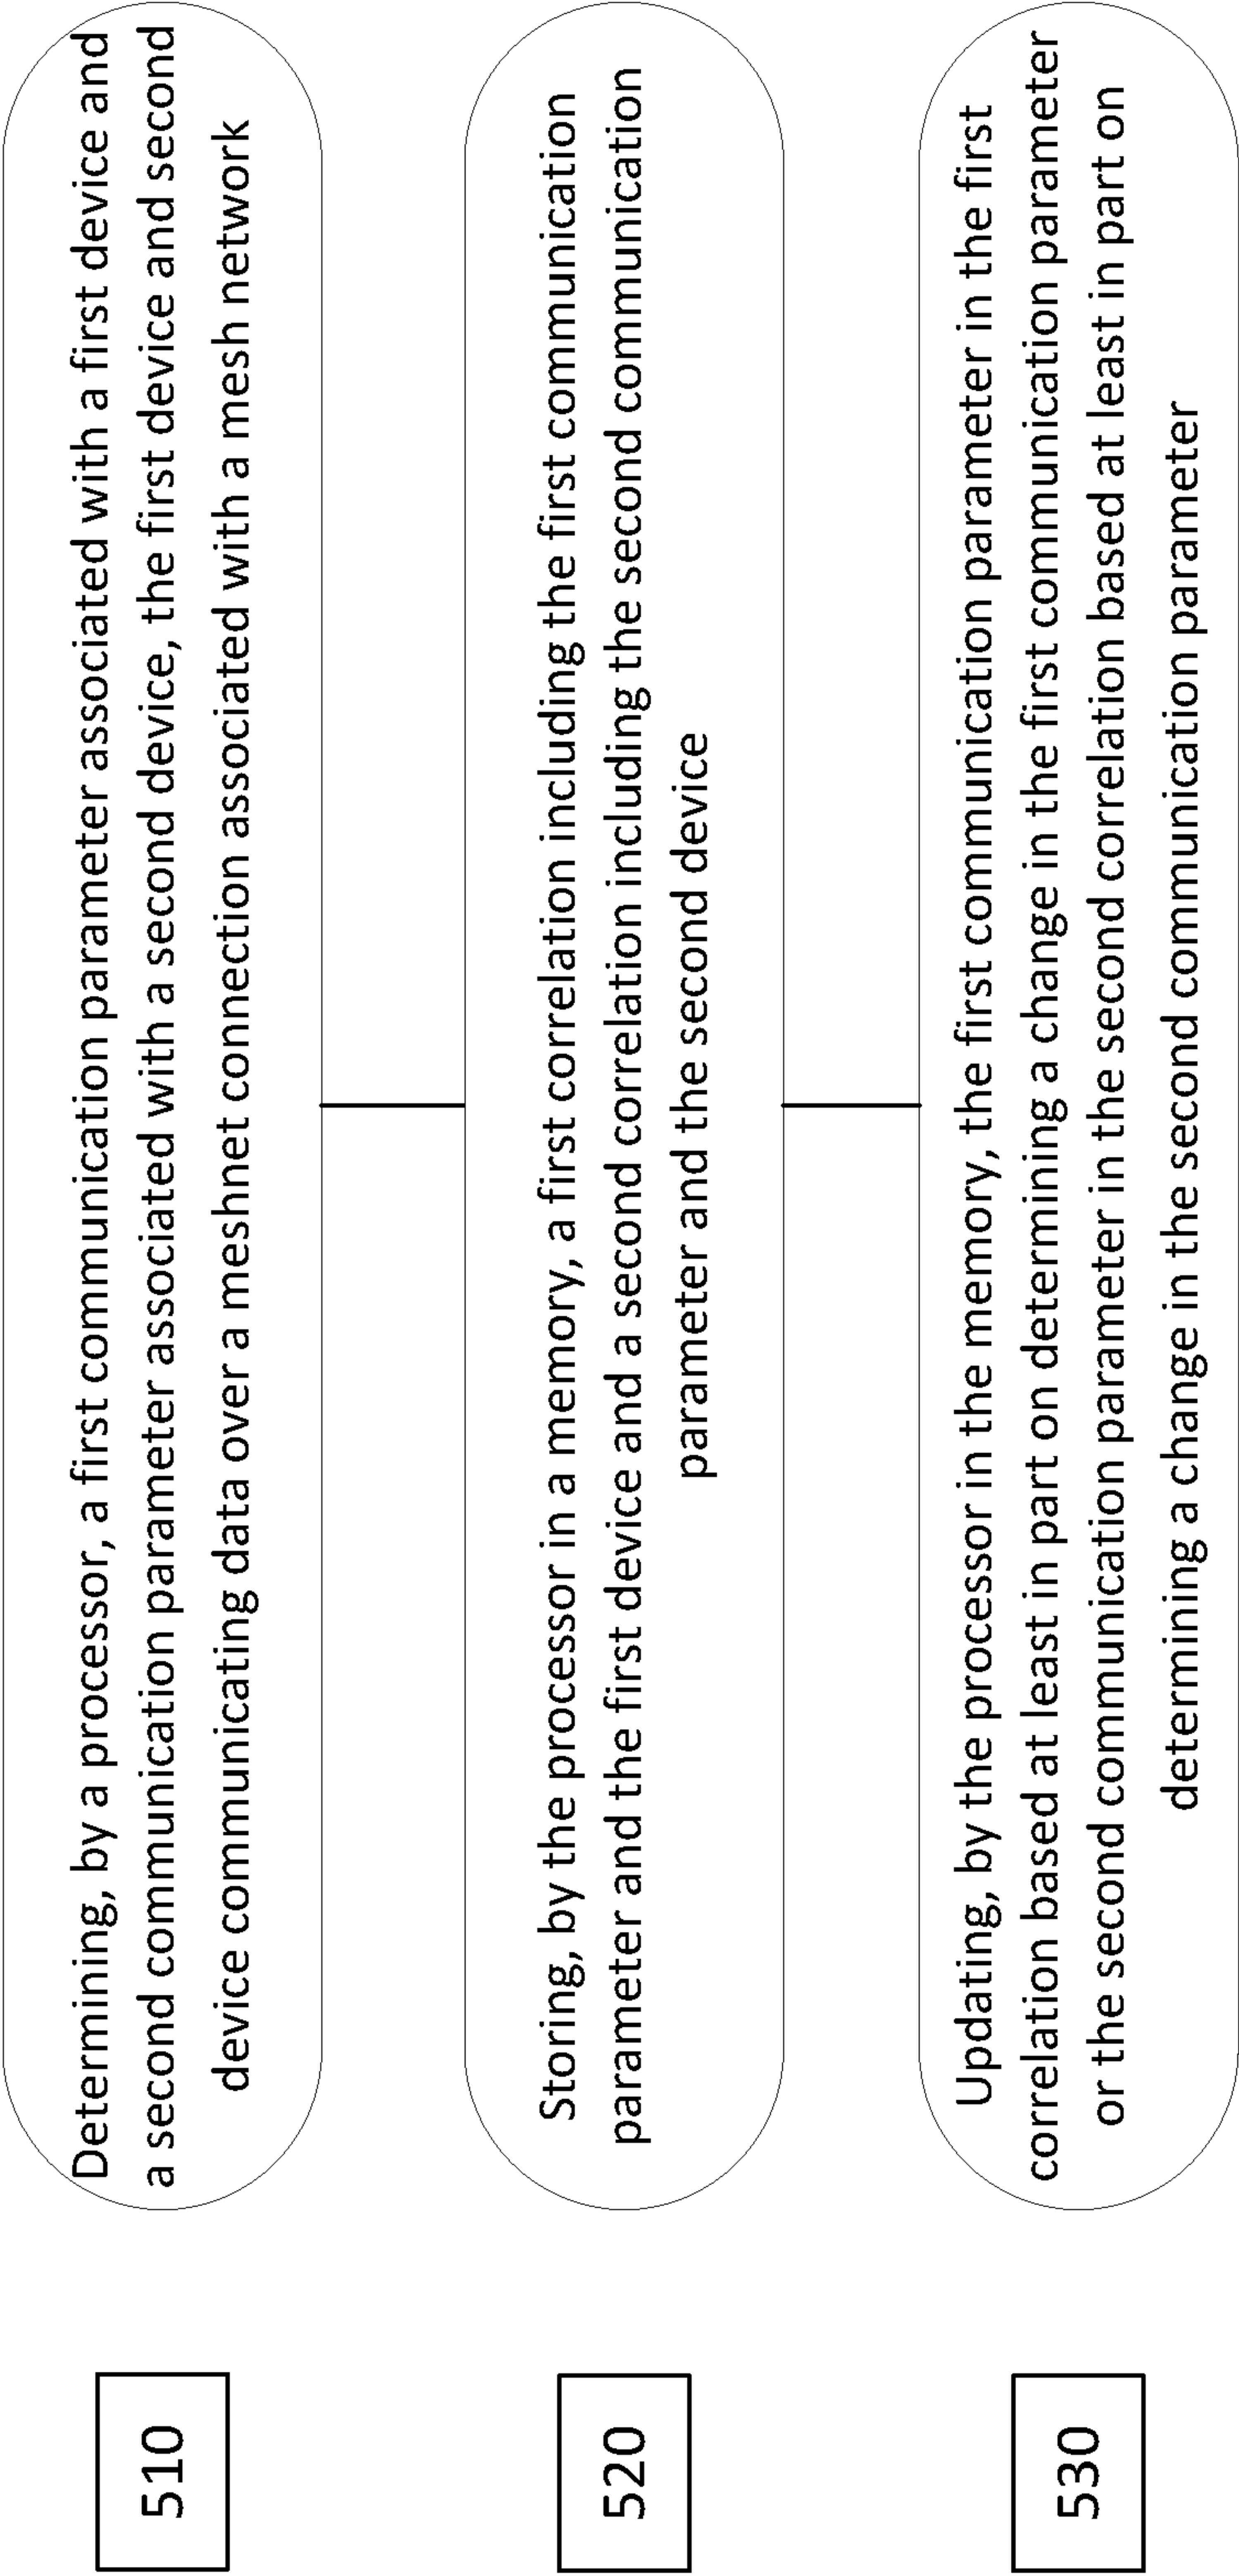 510
Determining, by a processor, a first communication parameter associated with a first device and
a second communication parameter associated with a second device, the first device and second
device communicating data over a meshnet connection associated with a mesh network
520
Storing, by the processor in a memory, a first correlation including the first communication
parameter and the first device and a second correlation including the second communication
parameter and the second device
530
Updating, by the processor in the memory, the first communication parameter in the first
correlation based at least in part on determining a change in the first communication parameter
or the second communication parameter in the second correlation based at least in part on
determining a change in the second communication parameter